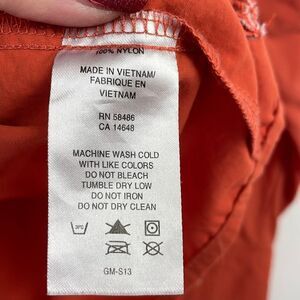 100% NYLON
MADE IN VIETNAM/
FABRIQUE EN
VIETNAM
RN 58486
CA 14648
MACHINE WASH COLD
WITH LIKE COLORS
DO NOT BLEACH
TUMBLE DRY LOW
DO NOT IRON
DO NOT DRY CLEAN
GM-S13